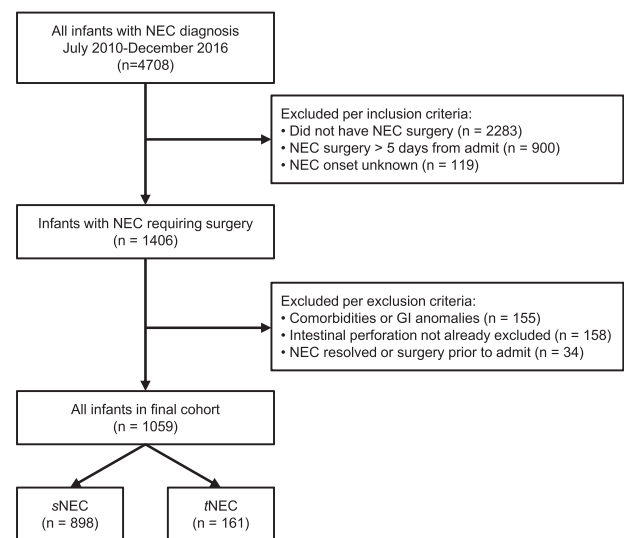 All infants with NEC diagnosis
July 2010-December 2016
(n=4708)
Excluded per inclusion criteria:
• Did not have NEC surgery (n = 2283)
• NEC surgery > 5 days from admit (n = 900)
• NEC onset unknown (n = 119)
Infants with NEC requiring surgery
(n = 1406)
Excluded per exclusion criteria:
• Comorbidities or GI anomalies (n = 155)
• Intestinal perforation not already excluded (n = 158)
• NEC resolved or surgery prior to admit (n = 34)
All infants in final cohort
(n = 1059)
sNEC
(n = 898)
tNEC
(n = 161)